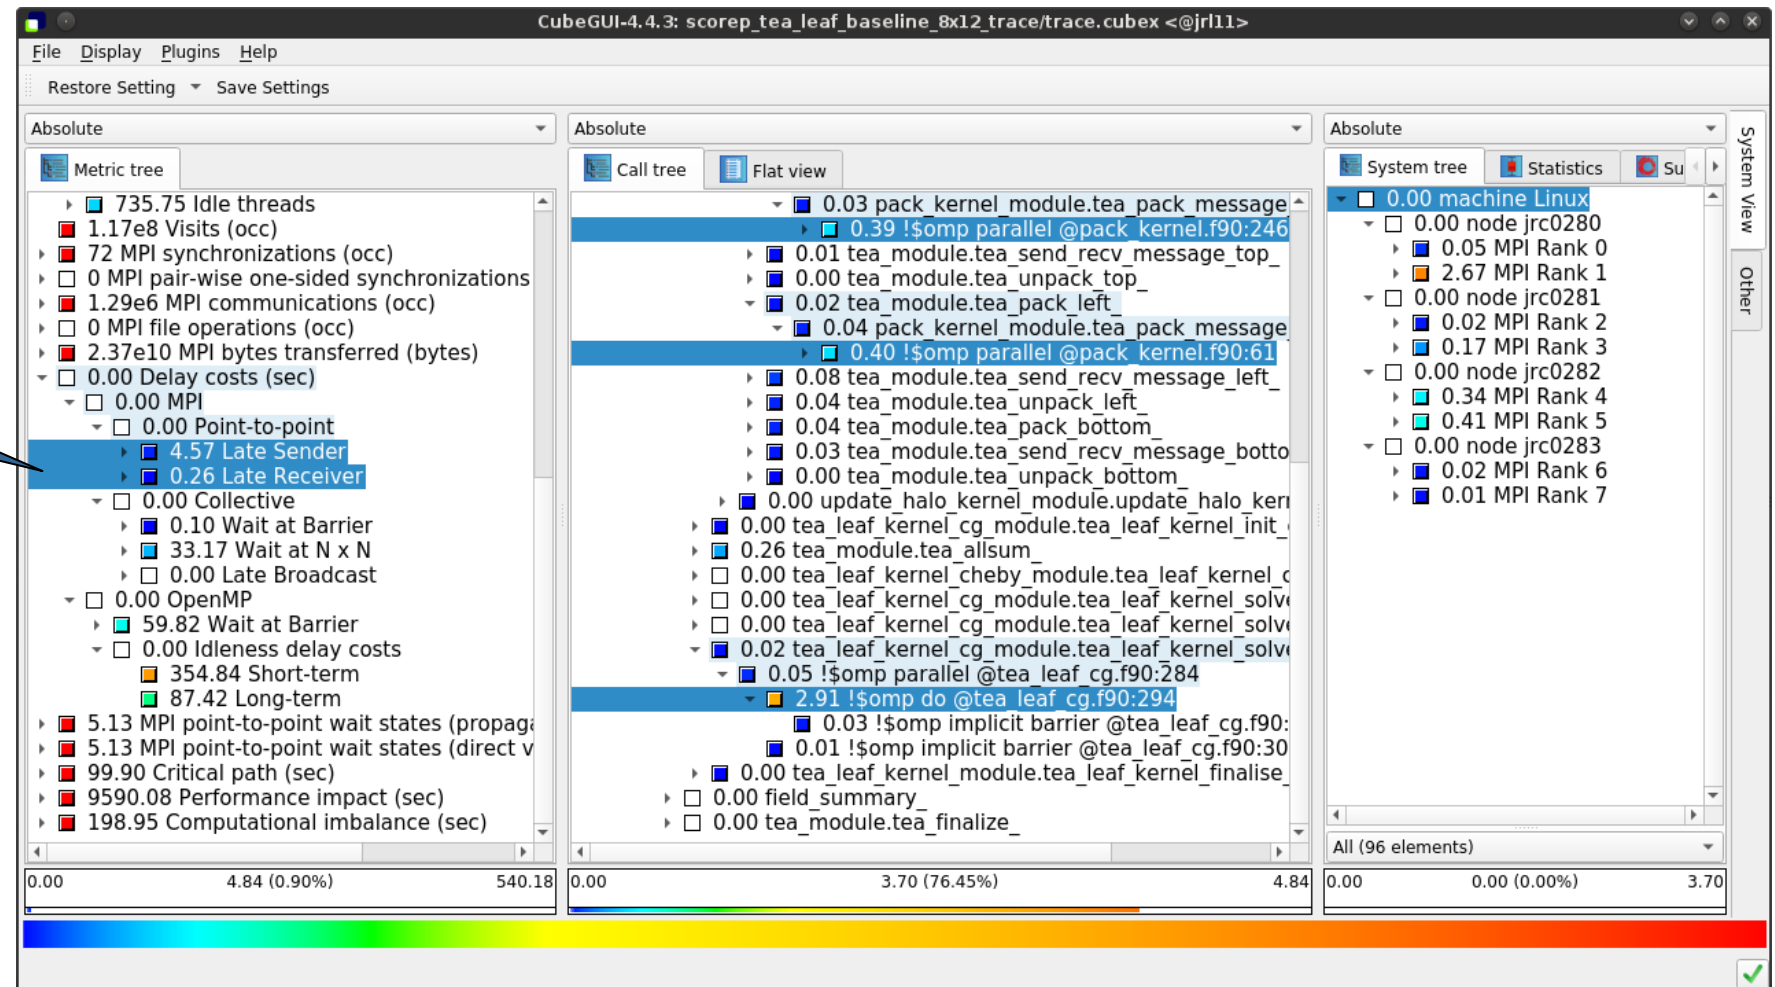 CubeGUI-4.4.3: scorep_tea_leaf_baseline_8x12_trace/trace.cubex <@jrl11>
File Display Plugins Help
Restore Setting Save Settings
Absolute
Metric tree
735.75 Idle threads
1.17e8 Visits (occ)
72 MPI synchronizations (occ)
0 MPI pair-wise one-sided synchronizations
1.29e6 MPI communications (occ)
0 MPI file operations (occ)
2.37e10 MPI bytes transferred (bytes)
0.00 Delay costs (sec)
0.00 MPI
0.00 Point-to-point
4.57 Late Sender
0.26 Late Receiver
0.00 Collective
0.10 Wait at Barrier
33.17 Wait at N x N
0.00 Late Broadcast
0.00 OpenMP
59.82 Wait at Barrier
0.00 Idleness delay costs
354.84 Short-term
87.42 Long-term
5.13 MPI point-to-point wait states (propaga
5.13 MPI point-to-point wait states (direct v
99.90 Critical path (sec)
9590.08 Performance impact (sec)
198.95 Computational imbalance (sec)
0.00 4.84 (0.90%) 540.18
Absolute
Call tree Flat view
0.03 pack_kernel_module.tea_pack_message
0.39 !$omp parallel @pack_kernel.f90:246
0.01 tea_module.tea_send_recv_message_top_
0.00 tea_module.tea_unpack_top_
0.02 tea_module.tea_pack_left_
0.04 pack_kernel_module.tea_pack_message
0.40 !$omp parallel @pack_kernel.f90:61
0.08 tea_module.tea_send_recv_message_left_
0.04 tea_module.tea_unpack_left_
0.04 tea_module.tea_pack_bottom_
0.03 tea_module.tea_send_recv_message_botto
0.00 tea_module.tea_unpack_bottom_
0.00 update_halo_kernel_module.update_halo_kerr
0.00 tea_leaf_kernel_cg_module.tea_leaf_kernel_init_
0.26 tea_module.tea_allsum_
0.00 tea_leaf_kernel_cheby_module.tea_leaf_kernel_c
0.00 tea_leaf_kernel_cg_module.tea_leaf_kernel_solve
0.00 tea_leaf_kernel_cg_module.tea_leaf_kernel_solve
0.02 tea_leaf_kernel_cg_module.tea_leaf_kernel_solve
0.05 !$omp parallel @tea_leaf_cg.f90:284
2.91 !$omp do @tea_leaf_cg.f90:294
0.03 !$omp implicit barrier @tea_leaf_cg.f90:
0.01 !$omp implicit barrier @tea_leaf_cg.f90:30
0.00 tea_leaf_kernel_module.tea_leaf_kernel_finalise_
0.00 field_summary_
0.00 tea_module.tea_finalize_
0.00 3.70 (76.45%) 4.84
Absolute
System tree Statistics Su
0.00 machine Linux
0.00 node jrc0280
0.05 MPI Rank 0
2.67 MPI Rank 1
0.00 node jrc0281
0.02 MPI Rank 2
0.17 MPI Rank 3
0.00 node jrc0282
0.34 MPI Rank 4
0.41 MPI Rank 5
0.00 node jrc0283
0.02 MPI Rank 6
0.01 MPI Rank 7
All (96 elements)
0.00 0.00 (0.00%) 3.70
System View
Other